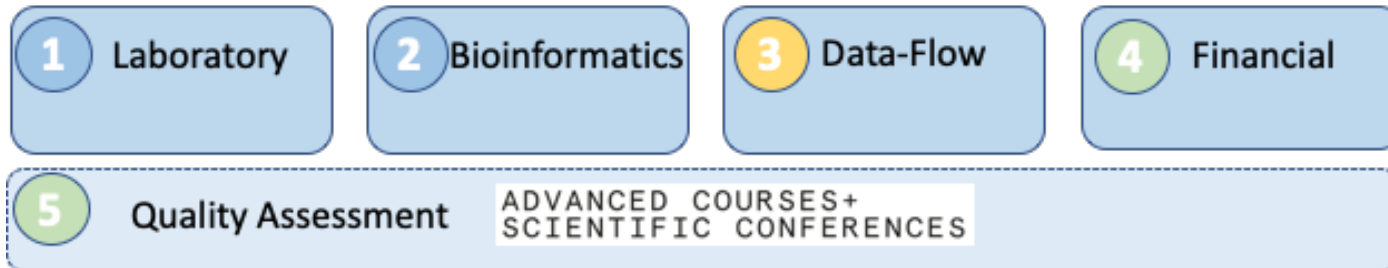 1 Laboratory
2 Bioinformatics
3 Data-Flow
4 Financial
5 Quality Assessment
ADVANCED COURSES+
SCIENTIFIC CONFERENCES